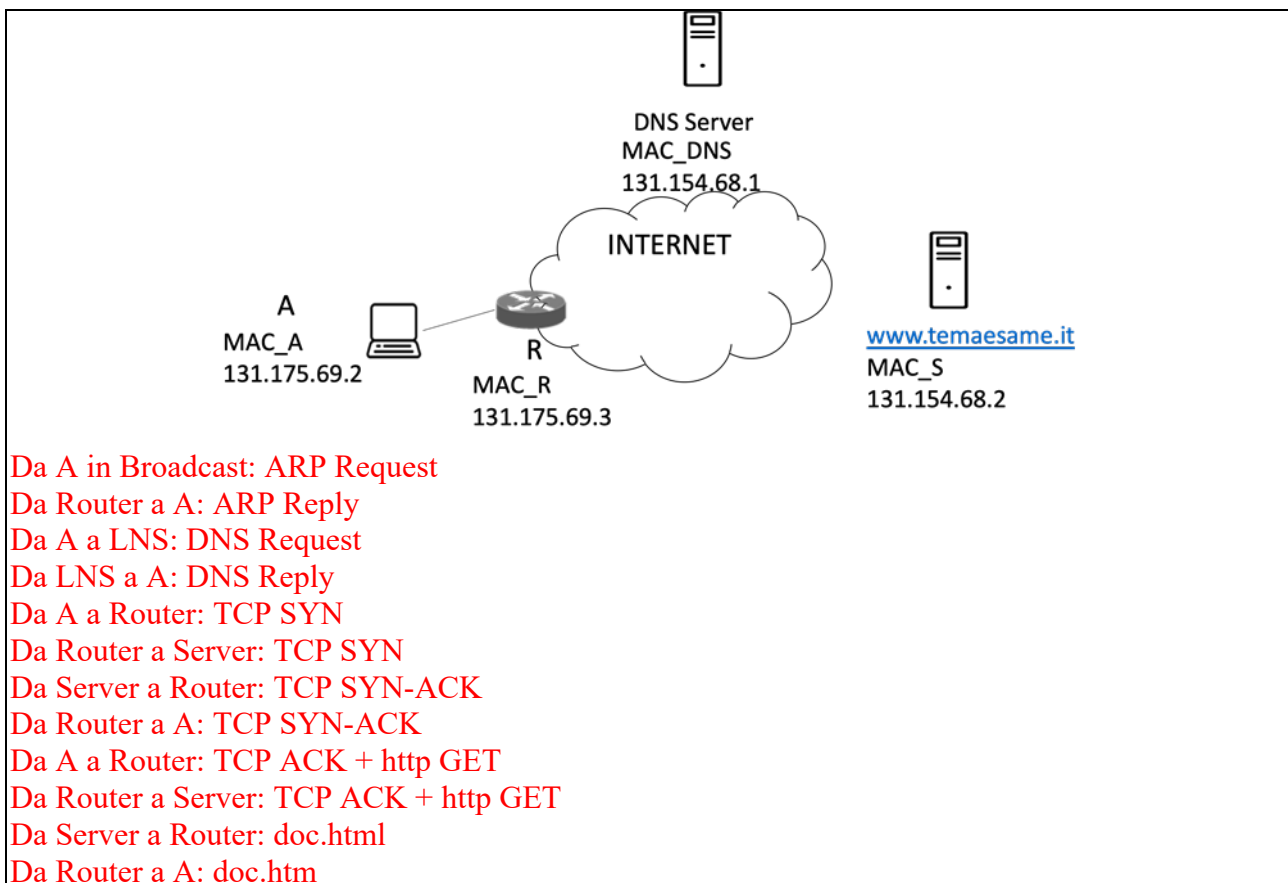 DNS Server
MAC_DNS
131.154.68.1
INTERNET
A
MAC_A
131.175.69.2
R
MAC_R
131.175.69.3
www.temaesame.it
MAC_S
131.154.68.2
Da A in Broadcast: ARP Request
Da Router a A: ARP Reply
Da A a LNS: DNS Request
Da LNS a A: DNS Reply
Da A a Router: TCP SYN
Da Router a Server: TCP SYN
Da Server a Router: TCP SYN-ACK
Da Router a A: TCP SYN-ACK
Da A a Router: TCP ACK + http GET
Da Router a Server: TCP ACK + http GET
Da Server a Router: doc.html
Da Router a A: doc.htm